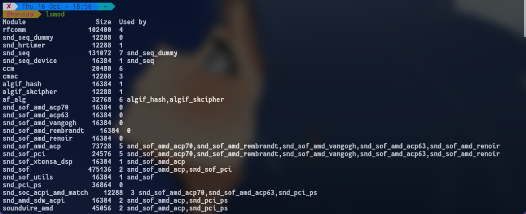 Thu 16 Oct - 18:56 ~
lsmod
Module Size Used by
rfcomm 102400 4
snd_seq_dummy 12288 0
snd_hrtimer 12288 1
snd_seq 131072 7 snd_seq_dummy
snd_seq_device 16384 1 snd_seq
ccm 20480 6
cmac 12288 3
algif_hash 16384 1
algif_skcipher 12288 1
af_alg 32768 6 algif_hash,algif_skcipher
snd_sof_amd_acp70 16384 0
snd_sof_amd_acp63 16384 0
snd_sof_amd_vangogh 16384 0
snd_sof_amd_rembrandt 16384 0
snd_sof_amd_renoir 16384 0
snd_sof_amd_acp 73728 5 snd_sof_amd_acp70,snd_sof_amd_rembrandt,snd_sof_amd_vangogh,snd_sof_amd_acp63,snd_sof_amd_renoir
snd_sof_pci 24576 5 snd_sof_amd_acp70,snd_sof_amd_rembrandt,snd_sof_amd_vangogh,snd_sof_amd_acp63,snd_sof_amd_renoir
snd_sof_xtensa_dsp 16384 1 snd_sof_amd_acp
snd_sof 475136 2 snd_sof_amd_acp,snd_sof_pci
snd_sof_utils 16384 1 snd_sof
snd_pci_ps 36864 0
snd_soc_acpi_amd_match 12288 3 snd_sof_amd_acp70,snd_sof_amd_acp63,snd_pci_ps
snd_amd_sdw_acpi 16384 2 snd_sof_amd_acp,snd_pci_ps
soundwire_amd 45056 2 snd_sof_amd_acp,snd_pci_ps